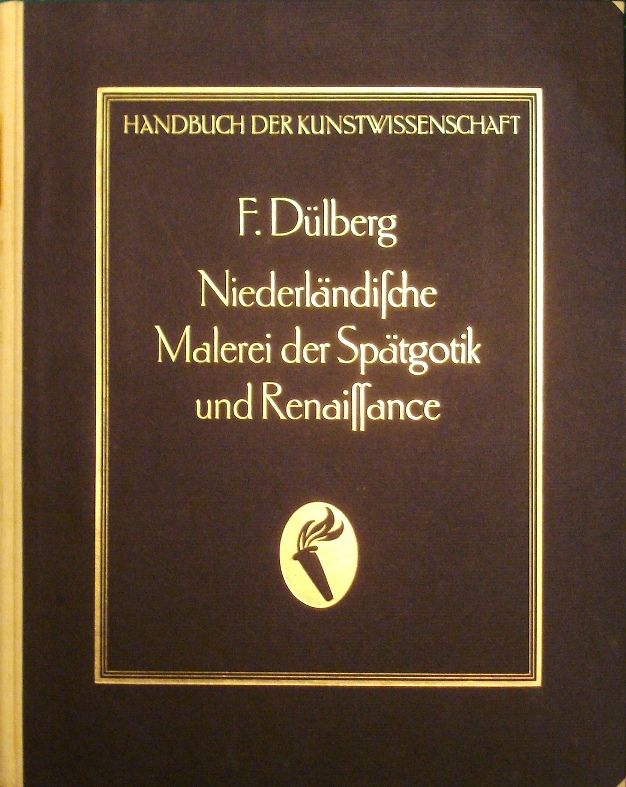 HANDBUCH DER KUNSTWISSENSCHAFT
F. Dülberg
Niederländiſche
Malerei der Spätgotik
und Renaiſſance